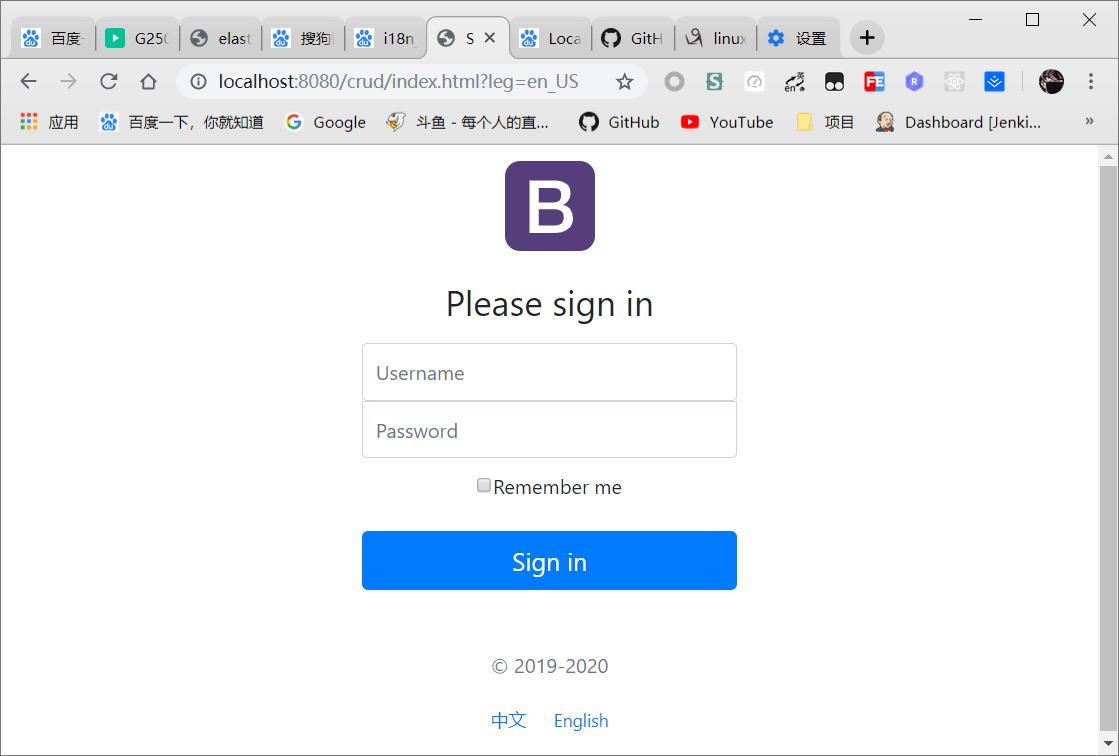 百度- G250 elast 搜狗 i18n_ S Loca GitH linux 设置
localhost:8080/crud/index.html?leg=en_US
应用 百度一下，你就知道 Google 斗鱼 - 每个人的直... GitHub YouTube 项目 Dashboard [Jenki... »
B
Please sign in
Username
Password
Remember me
Sign in
© 2019-2020
中文 English